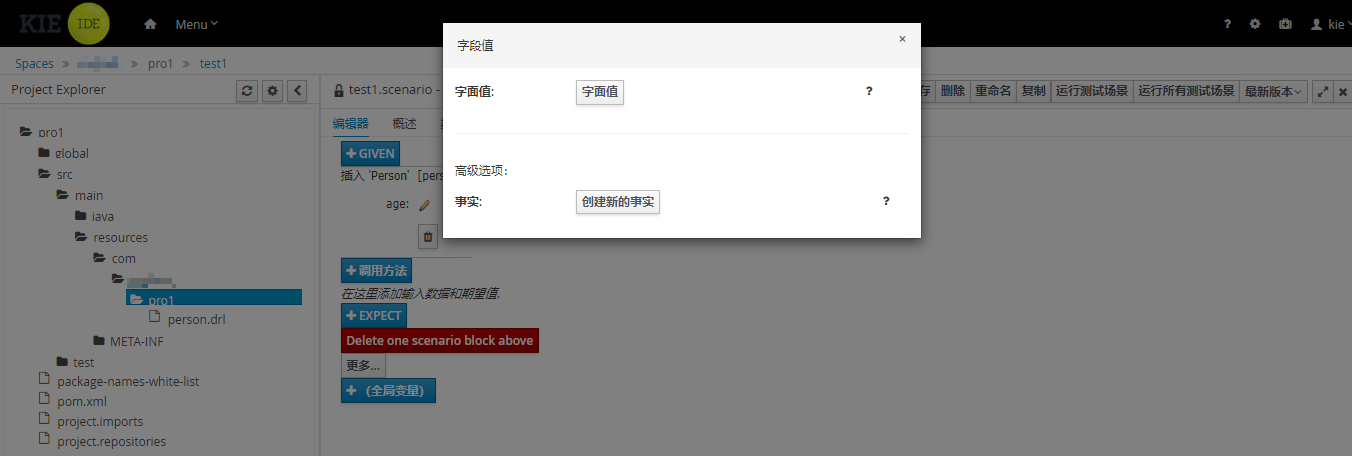 KIE IDE Menu kie
Spaces pro1 test1
Project Explorer
pro1
global
src
main
java
resources
com
pro1
person.drl
META-INF
test
package-names-white-list
pom.xml
project.imports
project.repositories
test1.scenario -
存 删除 重命名 复制 运行测试场景 运行所有测试场景 最新版本
编辑器 概述
GIVEN
插入 'Person' [pers
age:
调用方法
在这里添加输入数据和期望值.
EXPECT
Delete one scenario block above
更多...
(全局变量)
字段值
字面值: 字面值 ?
高级选项:
事实: 创建新的事实 ?